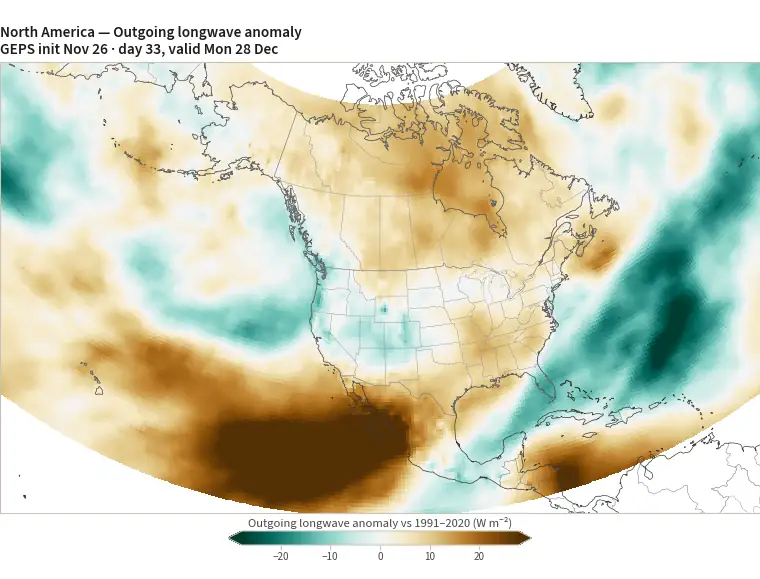 North America — Outgoing longwave anomaly
GEPS init Nov 26 · day 33, valid Mon 28 Dec
Outgoing longwave anomaly vs 1991–2020 (W m⁻²)
−20 −10 0 10 20